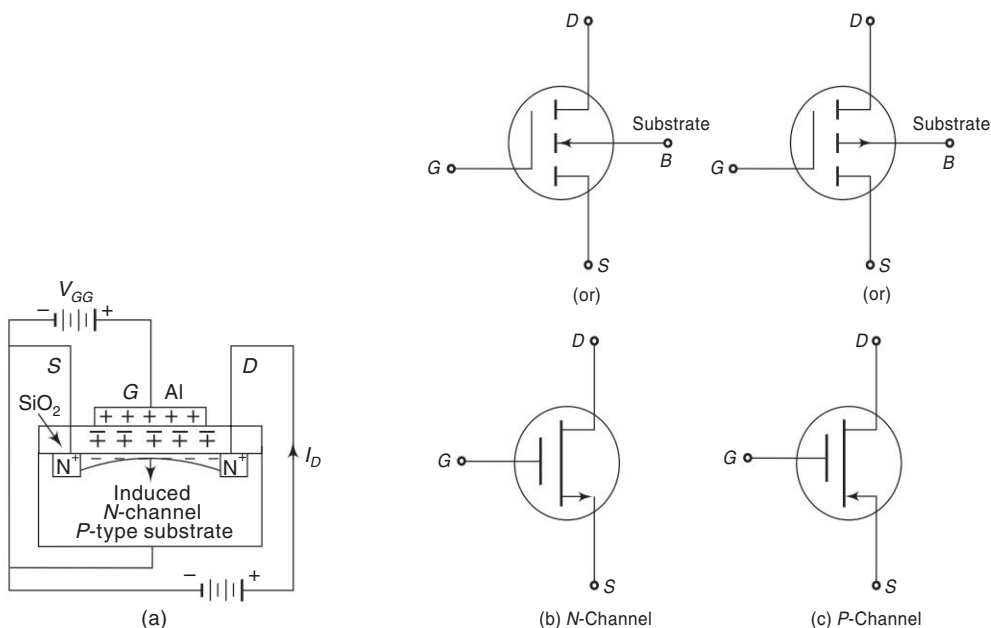 V_GG
− +
S
D
G Al
SiO₂
+ + + + +
+ + + + +
− − − − −
N⁺
N⁺
I_D
Induced
N-channel
P-type substrate
− +
(a)
D
Substrate
G
B
S
(or)
D
G
S
(b) N-Channel
D
Substrate
G
B
S
(or)
D
G
S
(c) P-Channel